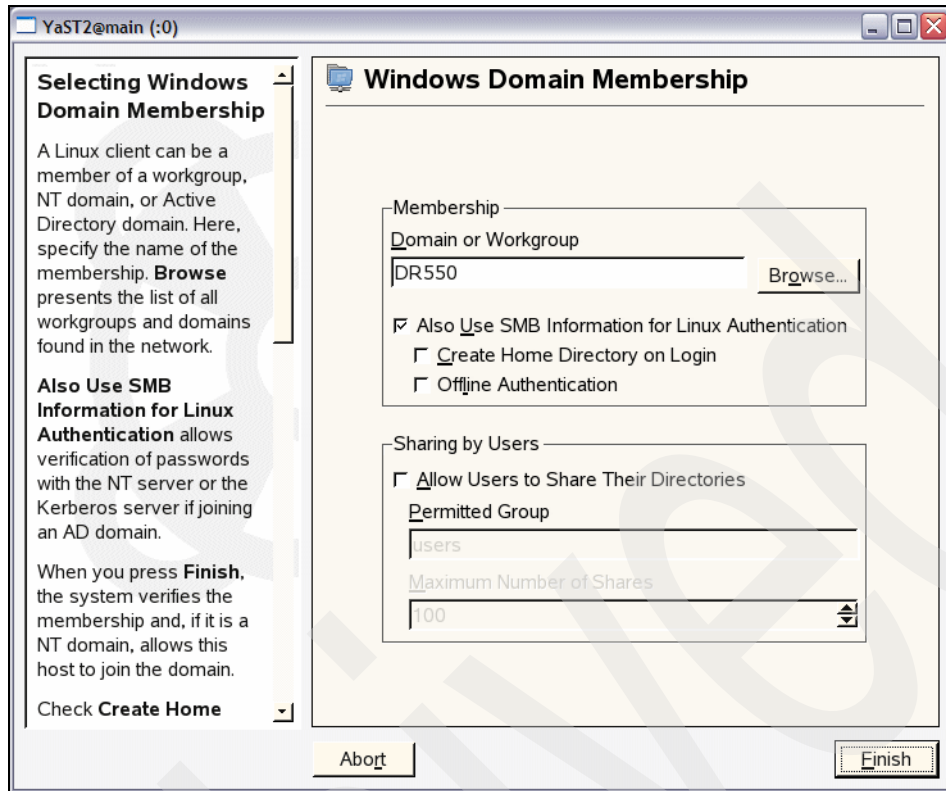 YaST2@main (:0)
Selecting Windows
Domain Membership
A Linux client can be a
member of a workgroup,
NT domain, or Active
Directory domain. Here,
specify the name of the
membership. Browse
presents the list of all
workgroups and domains
found in the network.
Also Use SMB
Information for Linux
Authentication allows
verification of passwords
with the NT server or the
Kerberos server if joining
an AD domain.
When you press Finish,
the system verifies the
membership and, if it is a
NT domain, allows this
host to join the domain.
Check Create Home
Windows Domain Membership
Membership
Domain or Workgroup
DR550
Browse...
Also Use SMB Information for Linux Authentication
Create Home Directory on Login
Offline Authentication
Sharing by Users
Allow Users to Share Their Directories
Permitted Group
users
Maximum Number of Shares
100
Abort
Finish